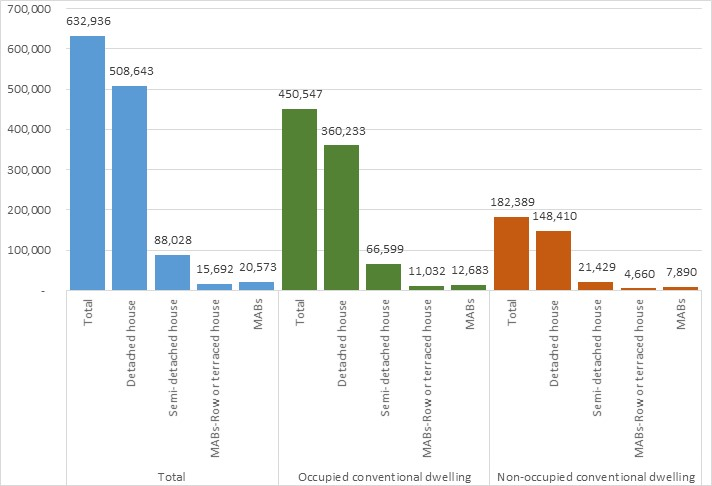 700,000
600,000
500,000
400,000
300,000
200,000
100,000
-
632,936
508,643
88,028
15,692
20,573
450,547
360,233
66,599
11,032
12,683
182,389
148,410
21,429
4,660
7,890
Total
Detached house
Semi- detached house
MABs-Row or terraced house
MABs
Total
Detached house
Semi- detached house
MABs-Row or terraced house
MABs
Total
Detached house
Semi- detached house
MABs-Row or terraced house
MABs
Total
Occupied conventional dwelling
Non-occupied conventional dwelling